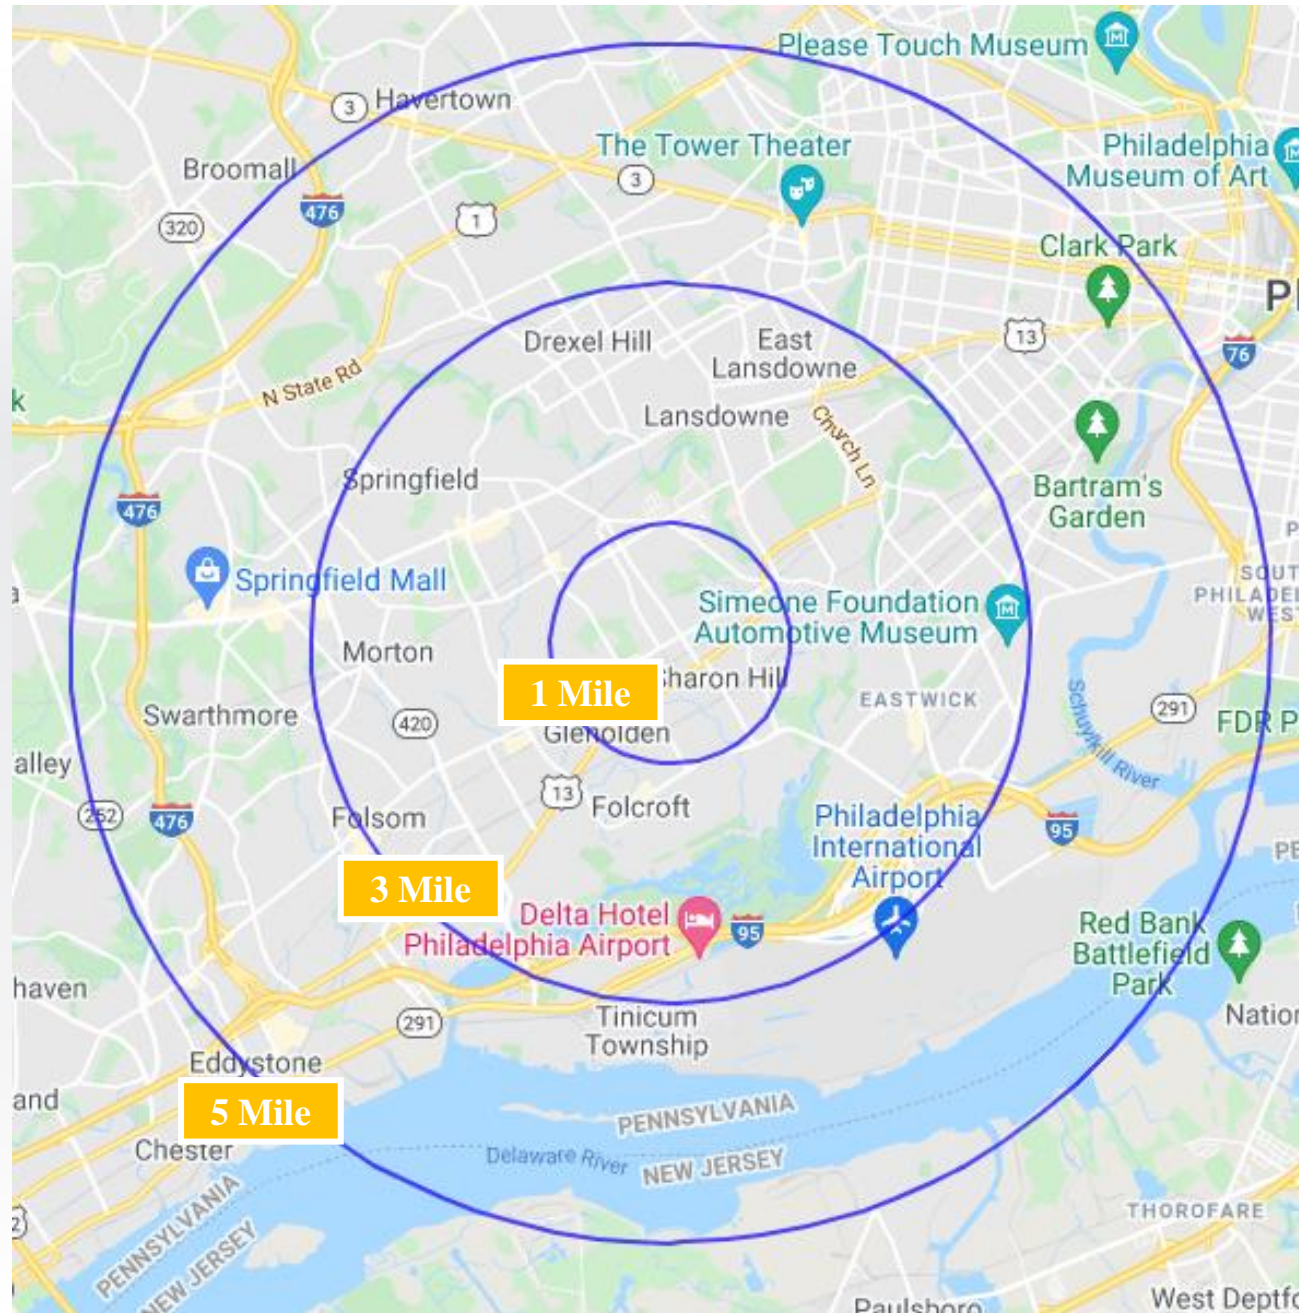 Please Touch Museum
3
Havertown
The Tower Theater
Philadelphia
Museum of Art
Broomall
3
476
1
320
Clark Park
13
Drexel Hill
East
Lansdowne
76
N State Rd
Lansdowne
Church Ln
Springfield
Bartram's
Garden
476
Springfield Mall
Simeone Foundation
Automotive Museum
Morton
1 Mile
Sharon Hill
EASTWICK
Swarthmore
420
291
Schuylkill River
Glenolden
alley
13
Folcroft
252
476
Folsom
Philadelphia
International
Airport
95
3 Mile
Delta Hotel
Philadelphia Airport
95
Red Bank
Battlefield
Park
haven
291
Tinicum
Township
Eddystone
and
5 Mile
PENNSYLVANIA
Chester
Delaware River
NEW JERSEY
PENNSYLVANIA
NEW JERSEY
THOROFARE
Paulsboro